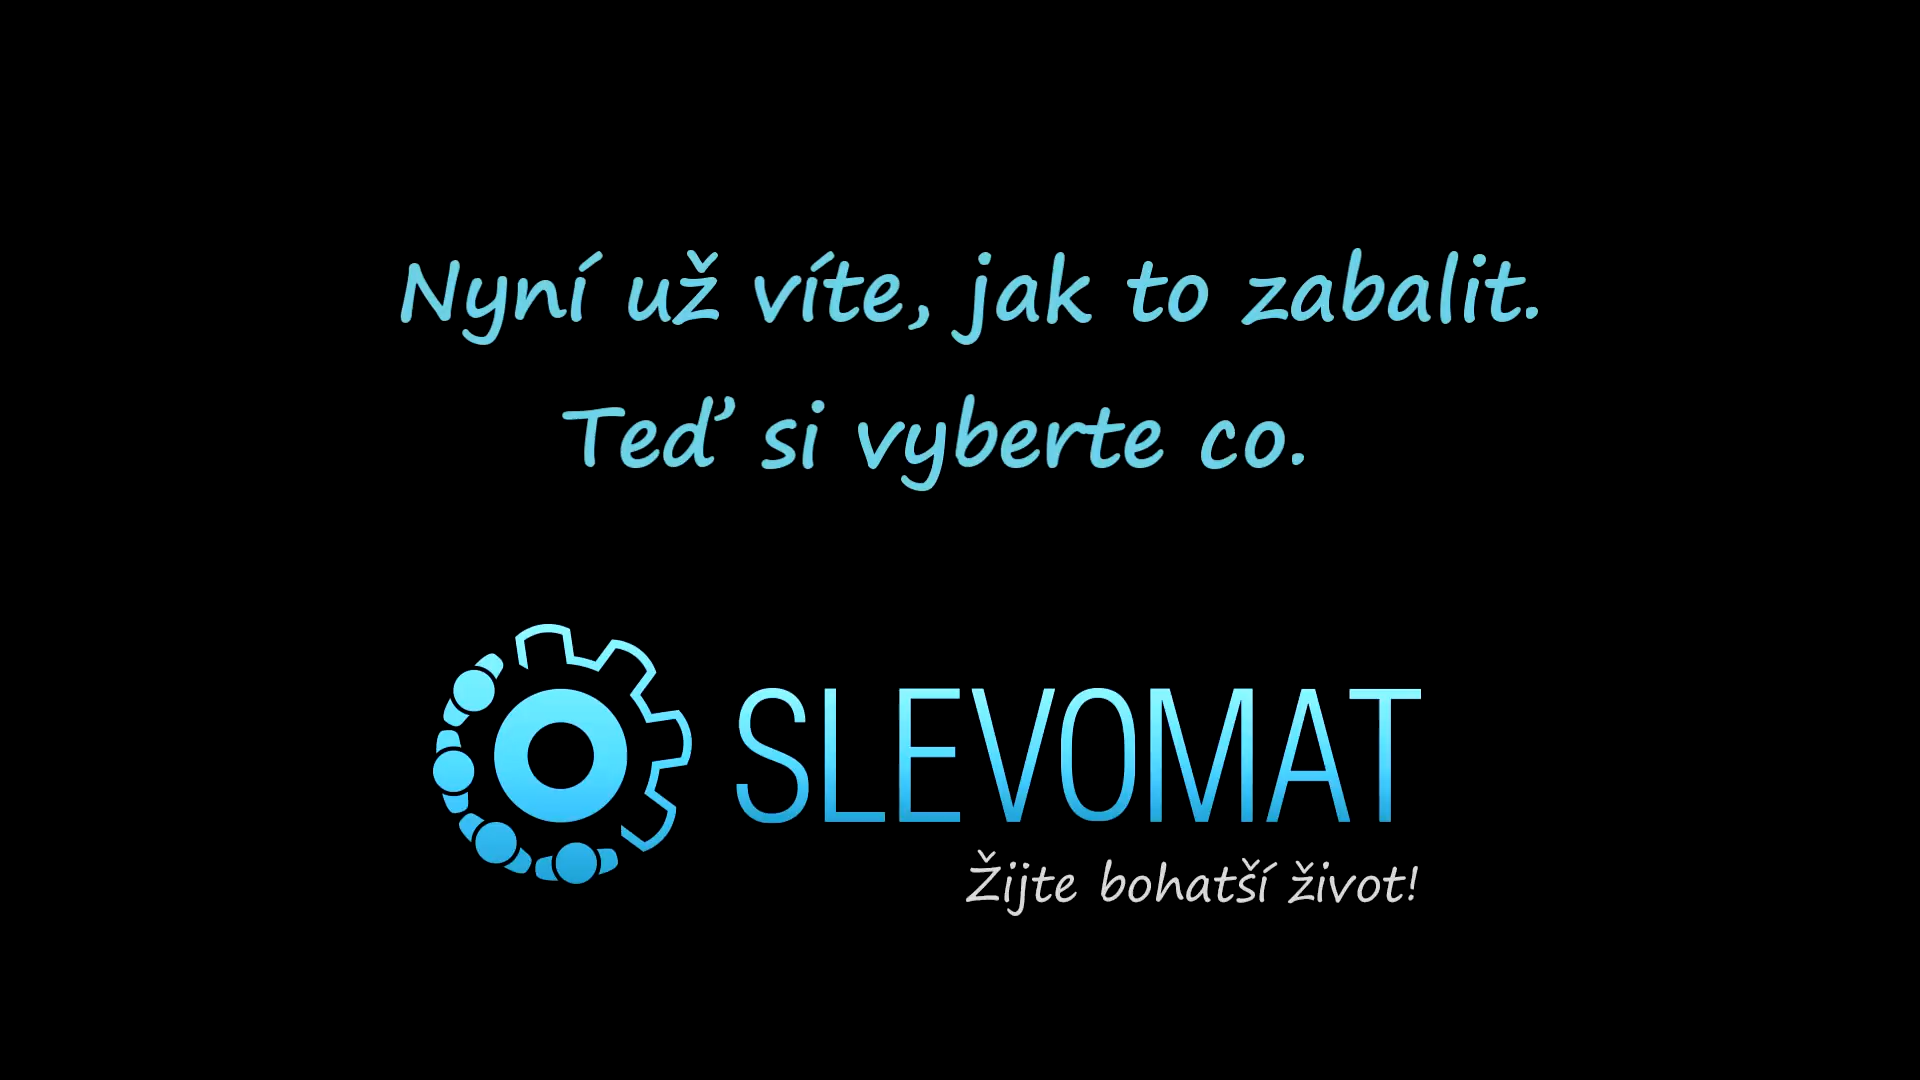 Nyní už víte, jak to zabalit.
Teď si vyberte co.
SLEVOMAT
Žijte bohatší život!